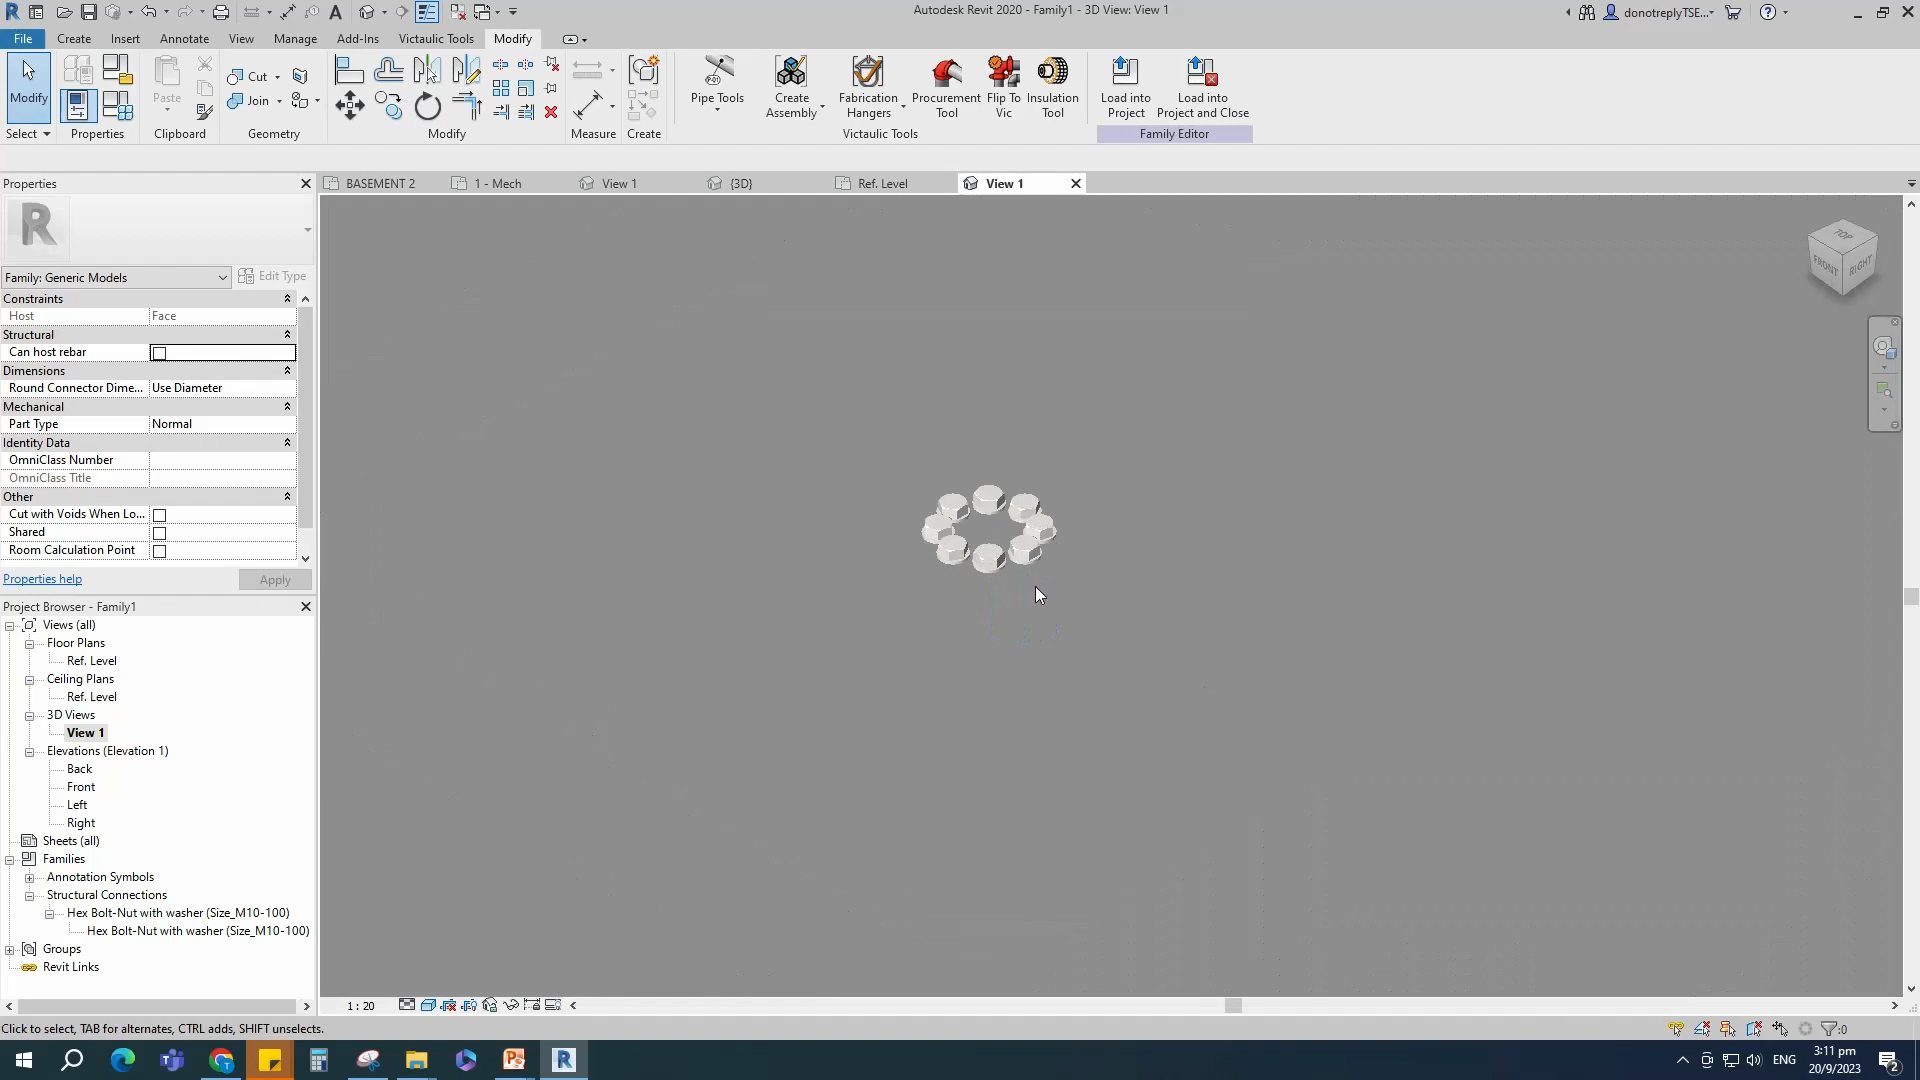 Autodesk Revit 2020 - Family1 - 3D View: View 1
donotreplyTSE...
File
Create
Insert
Annotate
View
Manage
Add-Ins
Victaulic Tools
Modify
Modify
Select
Properties
Paste
Clipboard
Cut
Join
Geometry
Modify
Measure
Create
Pipe Tools
Create Assembly
Fabrication Hangers
Procurement Tool
Flip To Vic
Insulation Tool
Victaulic Tools
Load into Project
Load into Project and Close
Family Editor
Properties
BASEMENT 2
1 - Mech
View 1
{3D}
Ref. Level
View 1
R
Family: Generic Models
Edit Type
Constraints
Host Face
Structural
Can host rebar
Dimensions
Round Connector Dime... Use Diameter
Mechanical
Part Type Normal
Identity Data
OmniClass Number
OmniClass Title
Other
Cut with Voids When Lo...
Shared
Room Calculation Point
Properties help
Apply
TOP
FRONT
RIGHT
Project Browser - Family1
Views (all)
Floor Plans
Ref. Level
Ceiling Plans
Ref. Level
3D Views
View 1
Elevations (Elevation 1)
Back
Front
Left
Right
Sheets (all)
Families
Annotation Symbols
Structural Connections
Hex Bolt-Nut with washer (Size_M10-100)
Hex Bolt-Nut with washer (Size_M10-100)
Groups
Revit Links
1 : 20
Click to select, TAB for alternates, CTRL adds, SHIFT unselects.
:0
ENG
3:11 pm
20/9/2023
2